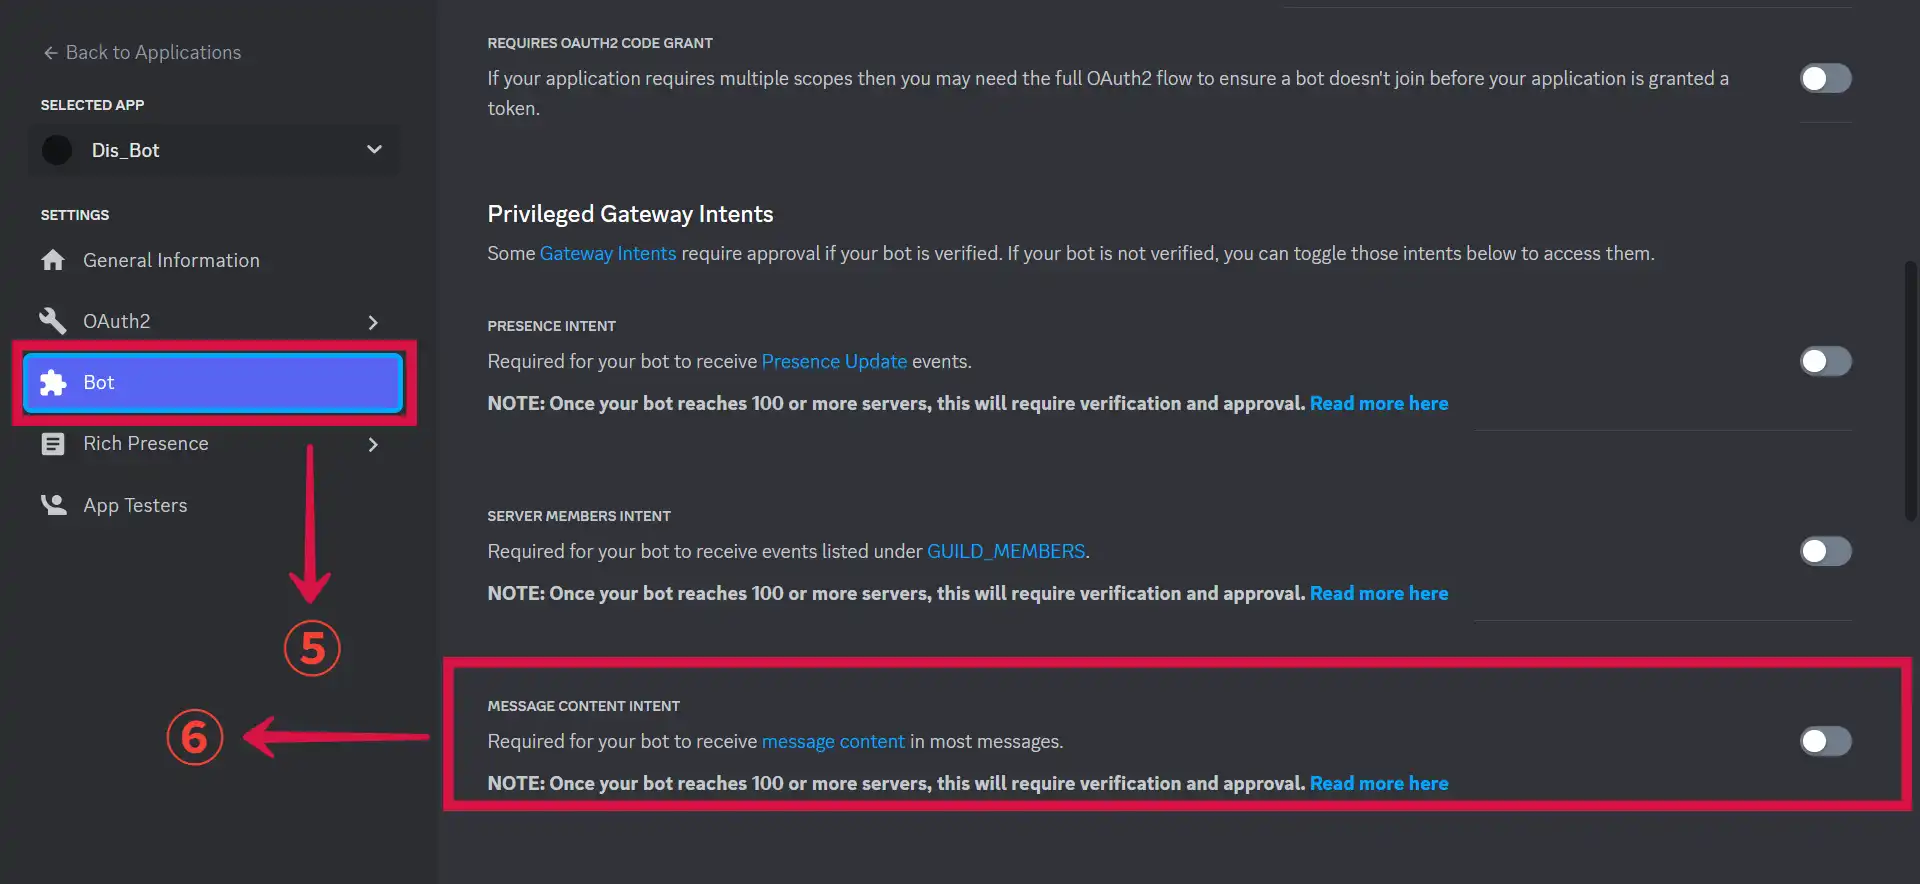 Back to Applications
SELECTED APP
Dis_Bot
SETTINGS
General Information
OAuth2
Bot
Rich Presence
App Testers
5
6
REQUIRES OAUTH2 CODE GRANT
If your application requires multiple scopes then you may need the full OAuth2 flow to ensure a bot doesn't join before your application is granted a
token.
Privileged Gateway Intents
Some Gateway Intents require approval if your bot is verified. If your bot is not verified, you can toggle those intents below to access them.
PRESENCE INTENT
Required for your bot to receive Presence Update events.
NOTE: Once your bot reaches 100 or more servers, this will require verification and approval. Read more here
SERVER MEMBERS INTENT
Required for your bot to receive events listed under GUILD_MEMBERS.
NOTE: Once your bot reaches 100 or more servers, this will require verification and approval. Read more here
MESSAGE CONTENT INTENT
Required for your bot to receive message content in most messages.
NOTE: Once your bot reaches 100 or more servers, this will require verification and approval. Read more here